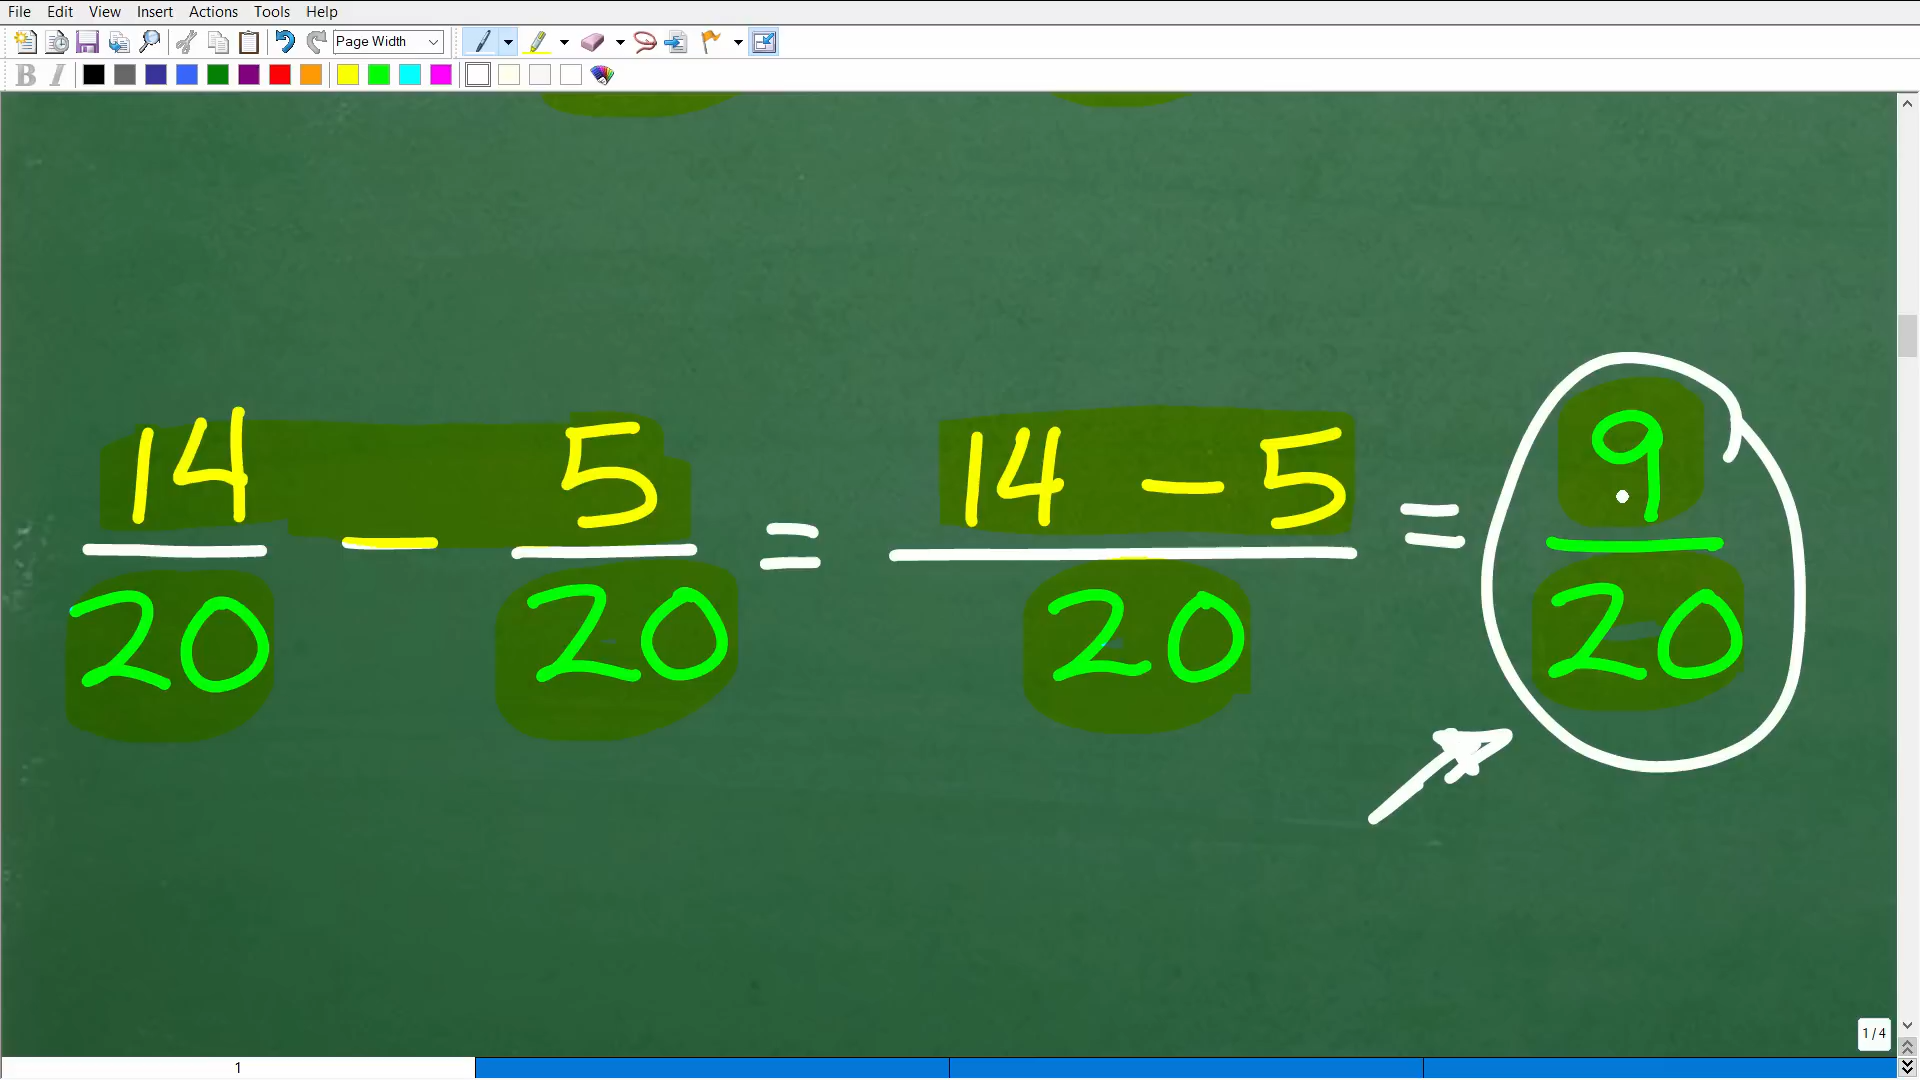 File Edit View Insert Actions Tools Help
Page Width
B I
14 − 5 = 14 − 5 = 9
20 20 20 20
1 / 4
1